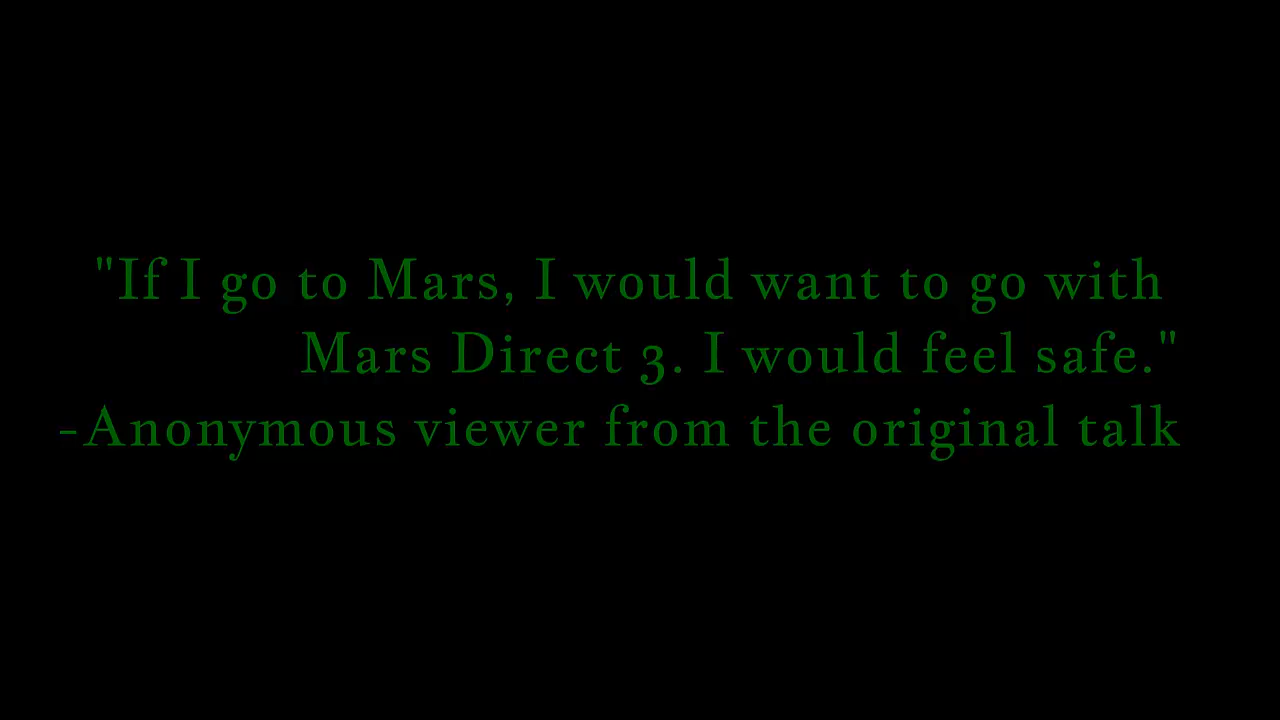 "If I go to Mars, I would want to go with
Mars Direct 3. I would feel safe."
-Anonymous viewer from the original talk